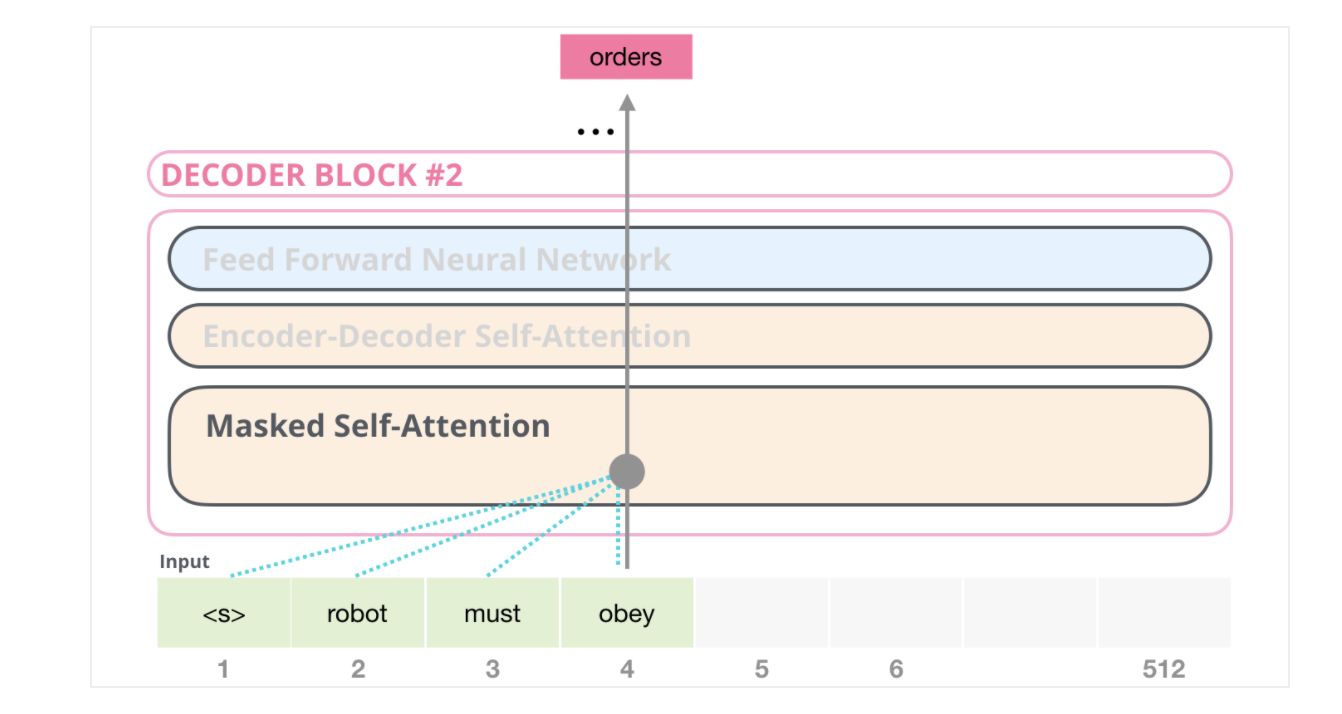 orders
...
DECODER BLOCK #2
Feed Forward Neural Network
Encoder-Decoder Self-Attention
Masked Self-Attention
Input
<s> robot must obey
1 2 3 4 5 6 512